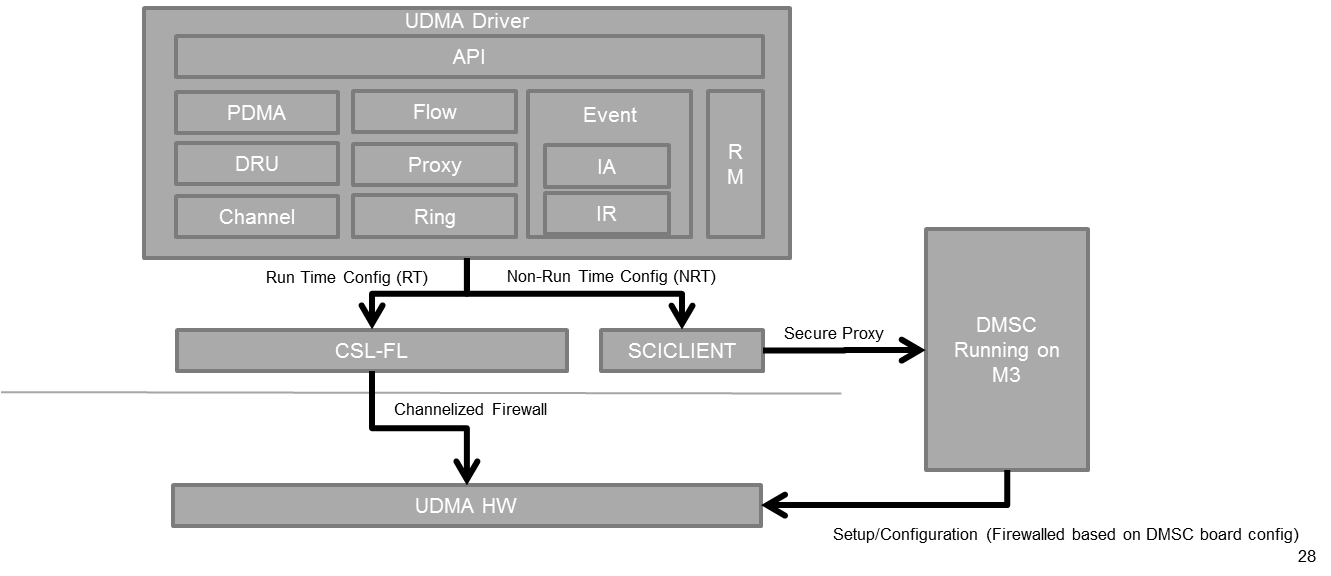 UDMA Driver
API
PDMA
Flow
Event
R
M
DRU
Proxy
IA
Channel
Ring
IR
Run Time Config (RT)
Non-Run Time Config (NRT)
CSL-FL
SCICLIENT
Secure Proxy
DMSC
Running on
M3
Channelized Firewall
UDMA HW
Setup/Configuration (Firewalled based on DMSC board config)
28